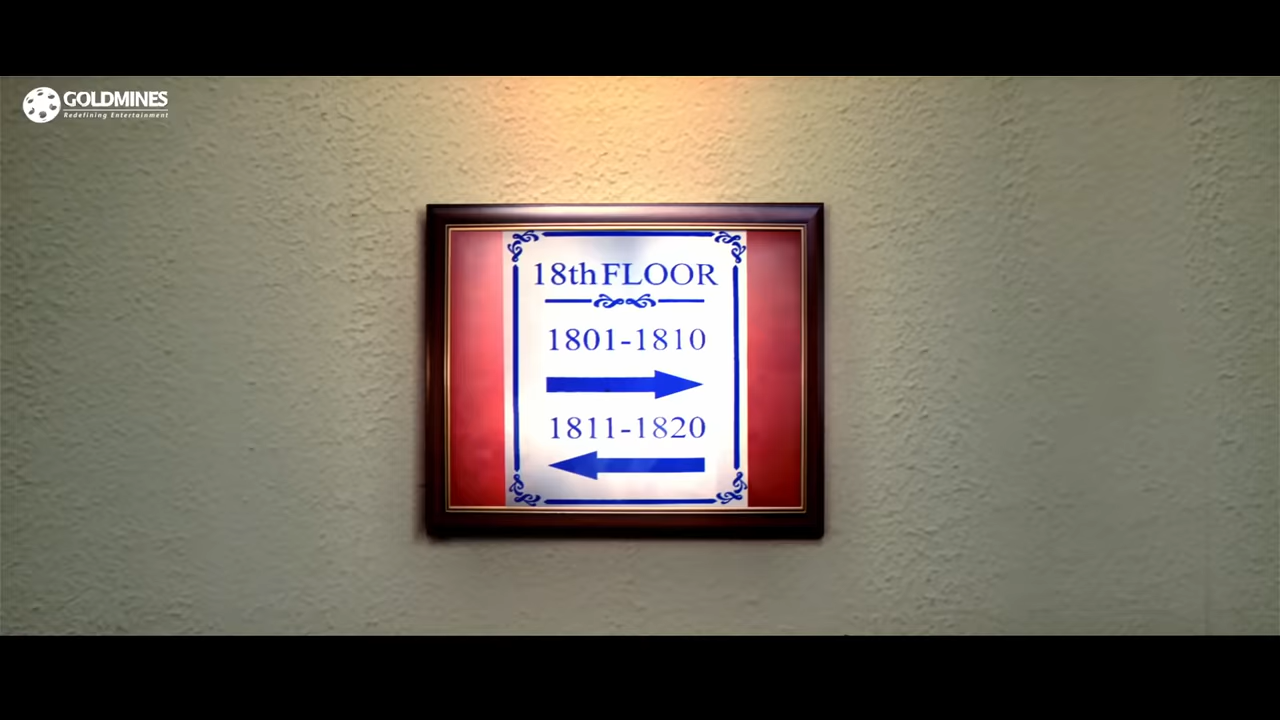 GOLDMINES
Redefining Entertainment
18th FLOOR
1801-1810
1811-1820